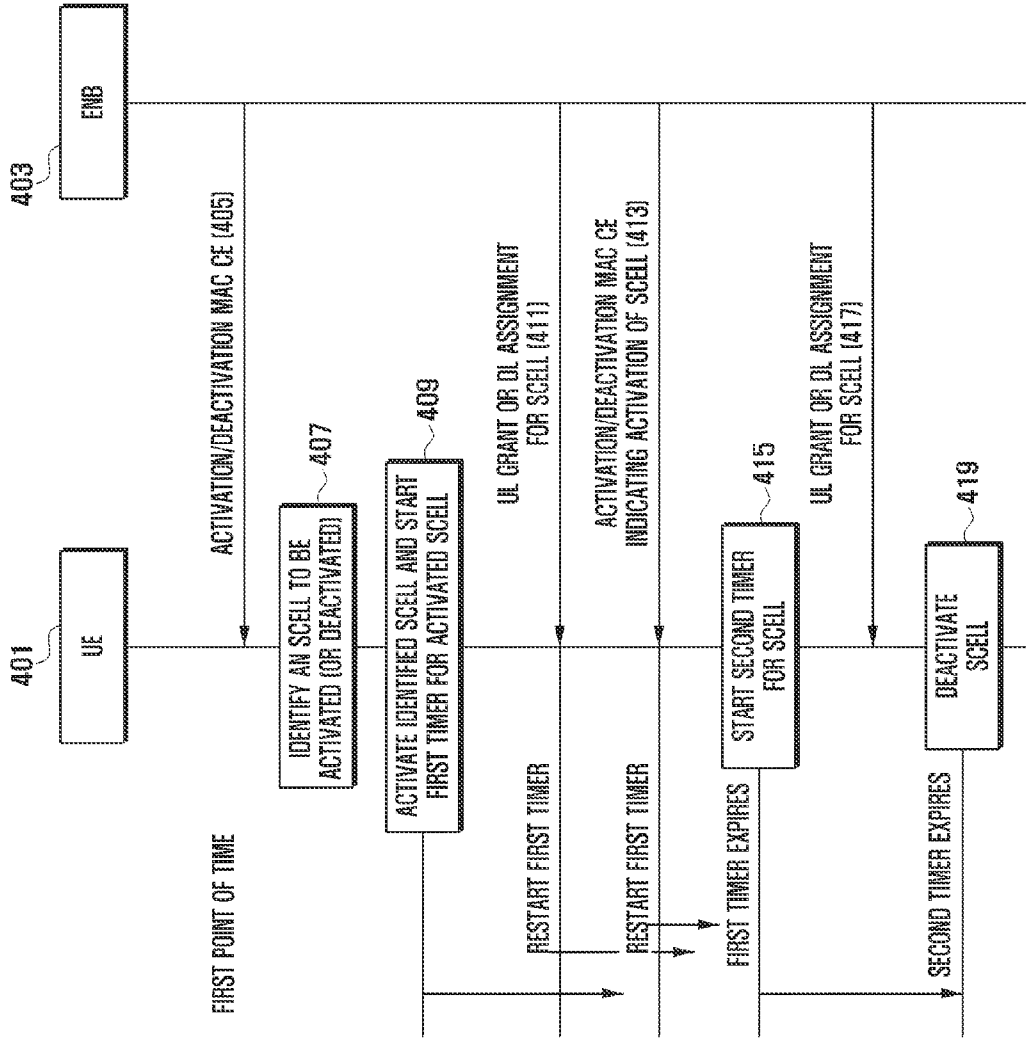 401
UE
403
ENB
FIRST POINT OF TIME
ACTIVATION/DEACTIVATION MAC CE (405)
IDENTIFY AN SCELL TO BE
ACTIVATED (OR DEACTIVATED)
407
ACTIVATE IDENTIFIED SCELL AND START
FIRST TIMER FOR ACTIVATED SCELL
409
RESTART FIRST TIMER
UL GRANT OR DL ASSIGNMENT
FOR SCELL (411)
RESTART FIRST TIMER
ACTIVATION/DEACTIVATION MAC CE
INDICATING ACTIVATION OF SCELL (413)
FIRST TIMER EXPIRES
START SECOND TIMER
FOR SCELL
415
UL GRANT OR DL ASSIGNMENT
FOR SCELL (417)
SECOND TIMER EXPIRES
DEACTIVATE
SCELL
419